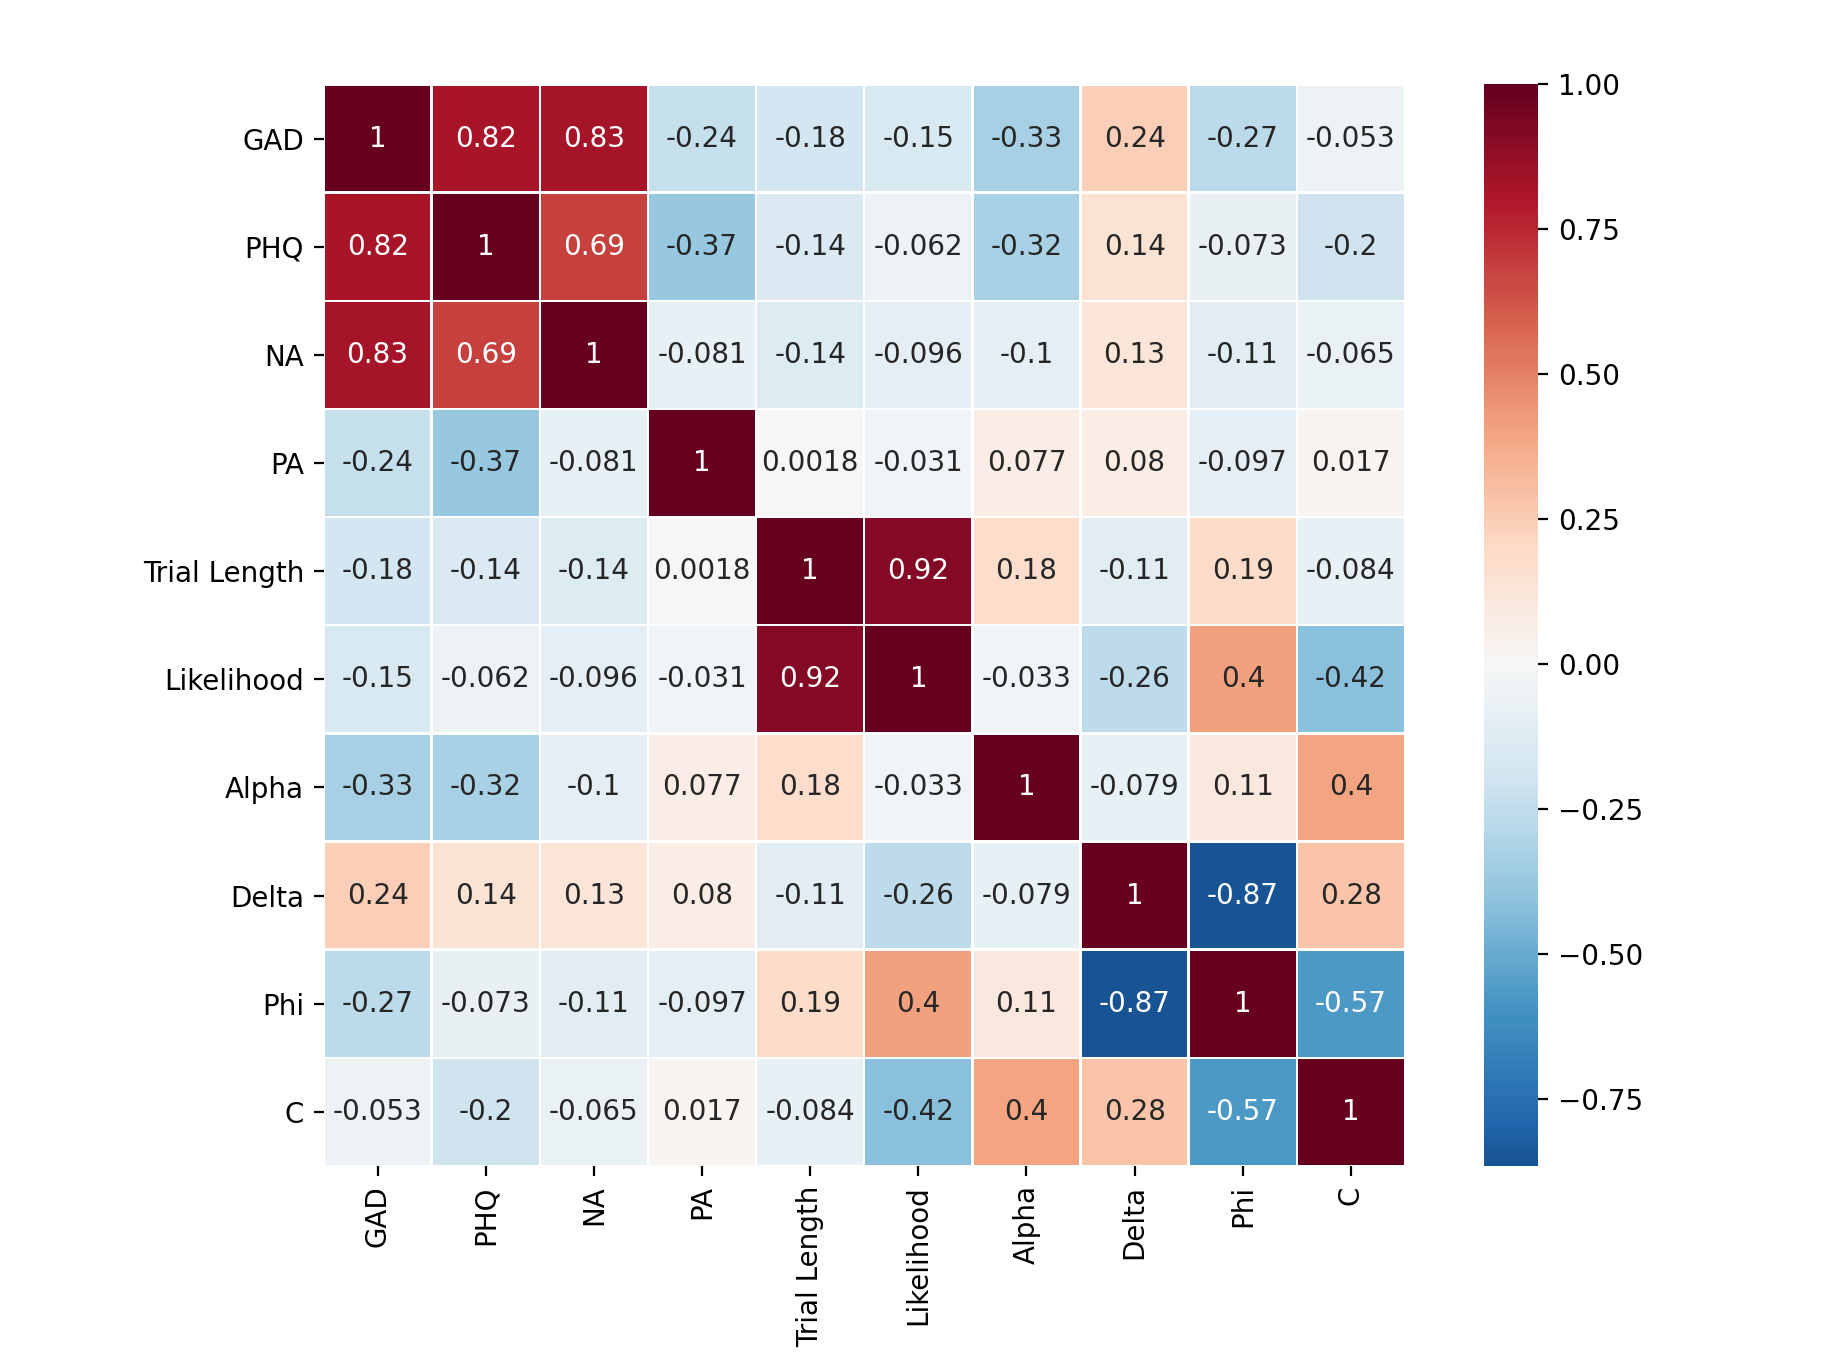 GAD 1 0.82 0.83 -0.24 -0.18 -0.15 -0.33 0.24 -0.27 -0.053
PHQ 0.82 1 0.69 -0.37 -0.14 -0.062 -0.32 0.14 -0.073 -0.2
NA 0.83 0.69 1 -0.081 -0.14 -0.096 -0.1 0.13 -0.11 -0.065
PA -0.24 -0.37 -0.081 1 0.0018 -0.031 0.077 0.08 -0.097 0.017
Trial Length -0.18 -0.14 -0.14 0.0018 1 0.92 0.18 -0.11 0.19 -0.084
Likelihood -0.15 -0.062 -0.096 -0.031 0.92 1 -0.033 -0.26 0.4 -0.42
Alpha -0.33 -0.32 -0.1 0.077 0.18 -0.033 1 -0.079 0.11 0.4
Delta 0.24 0.14 0.13 0.08 -0.11 -0.26 -0.079 1 -0.87 0.28
Phi -0.27 -0.073 -0.11 -0.097 0.19 0.4 0.11 -0.87 1 -0.57
C -0.053 -0.2 -0.065 0.017 -0.084 -0.42 0.4 0.28 -0.57 1
GAD PHQ NA PA Trial Length Likelihood Alpha Delta Phi C
1.00
0.75
0.50
0.25
0.00
−0.25
−0.50
−0.75